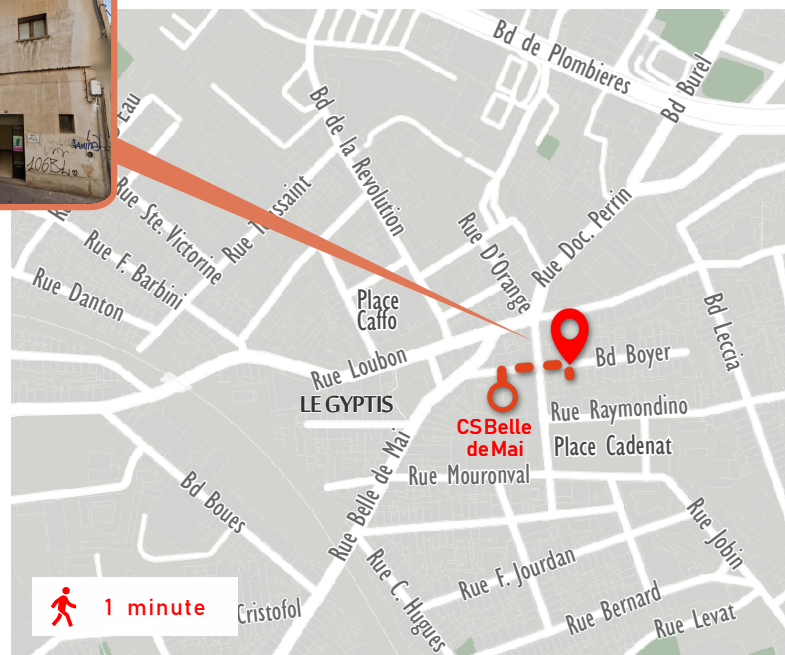 Bd de Plombieres
Bd Burel
Bd de la Revolution
Rue Ste. Victorine
Rue Toussaint
Rue Doc. Perrin
Rue D'Orange
Rue F. Barbini
Rue Danton
Place
Caffo
Bd Leccia
Bd Boyer
Rue Loubon
LE GYPTIS
Rue Raymondino
CSBelle
de Mai
Place Cadenat
Rue Belle de Mai
Rue Mouronval
Bd Boues
Rue Jobin
Rue C. Hugues
Rue F. Jourdan
Rue Bernard
Rue Levat
1 minute
Cristofol